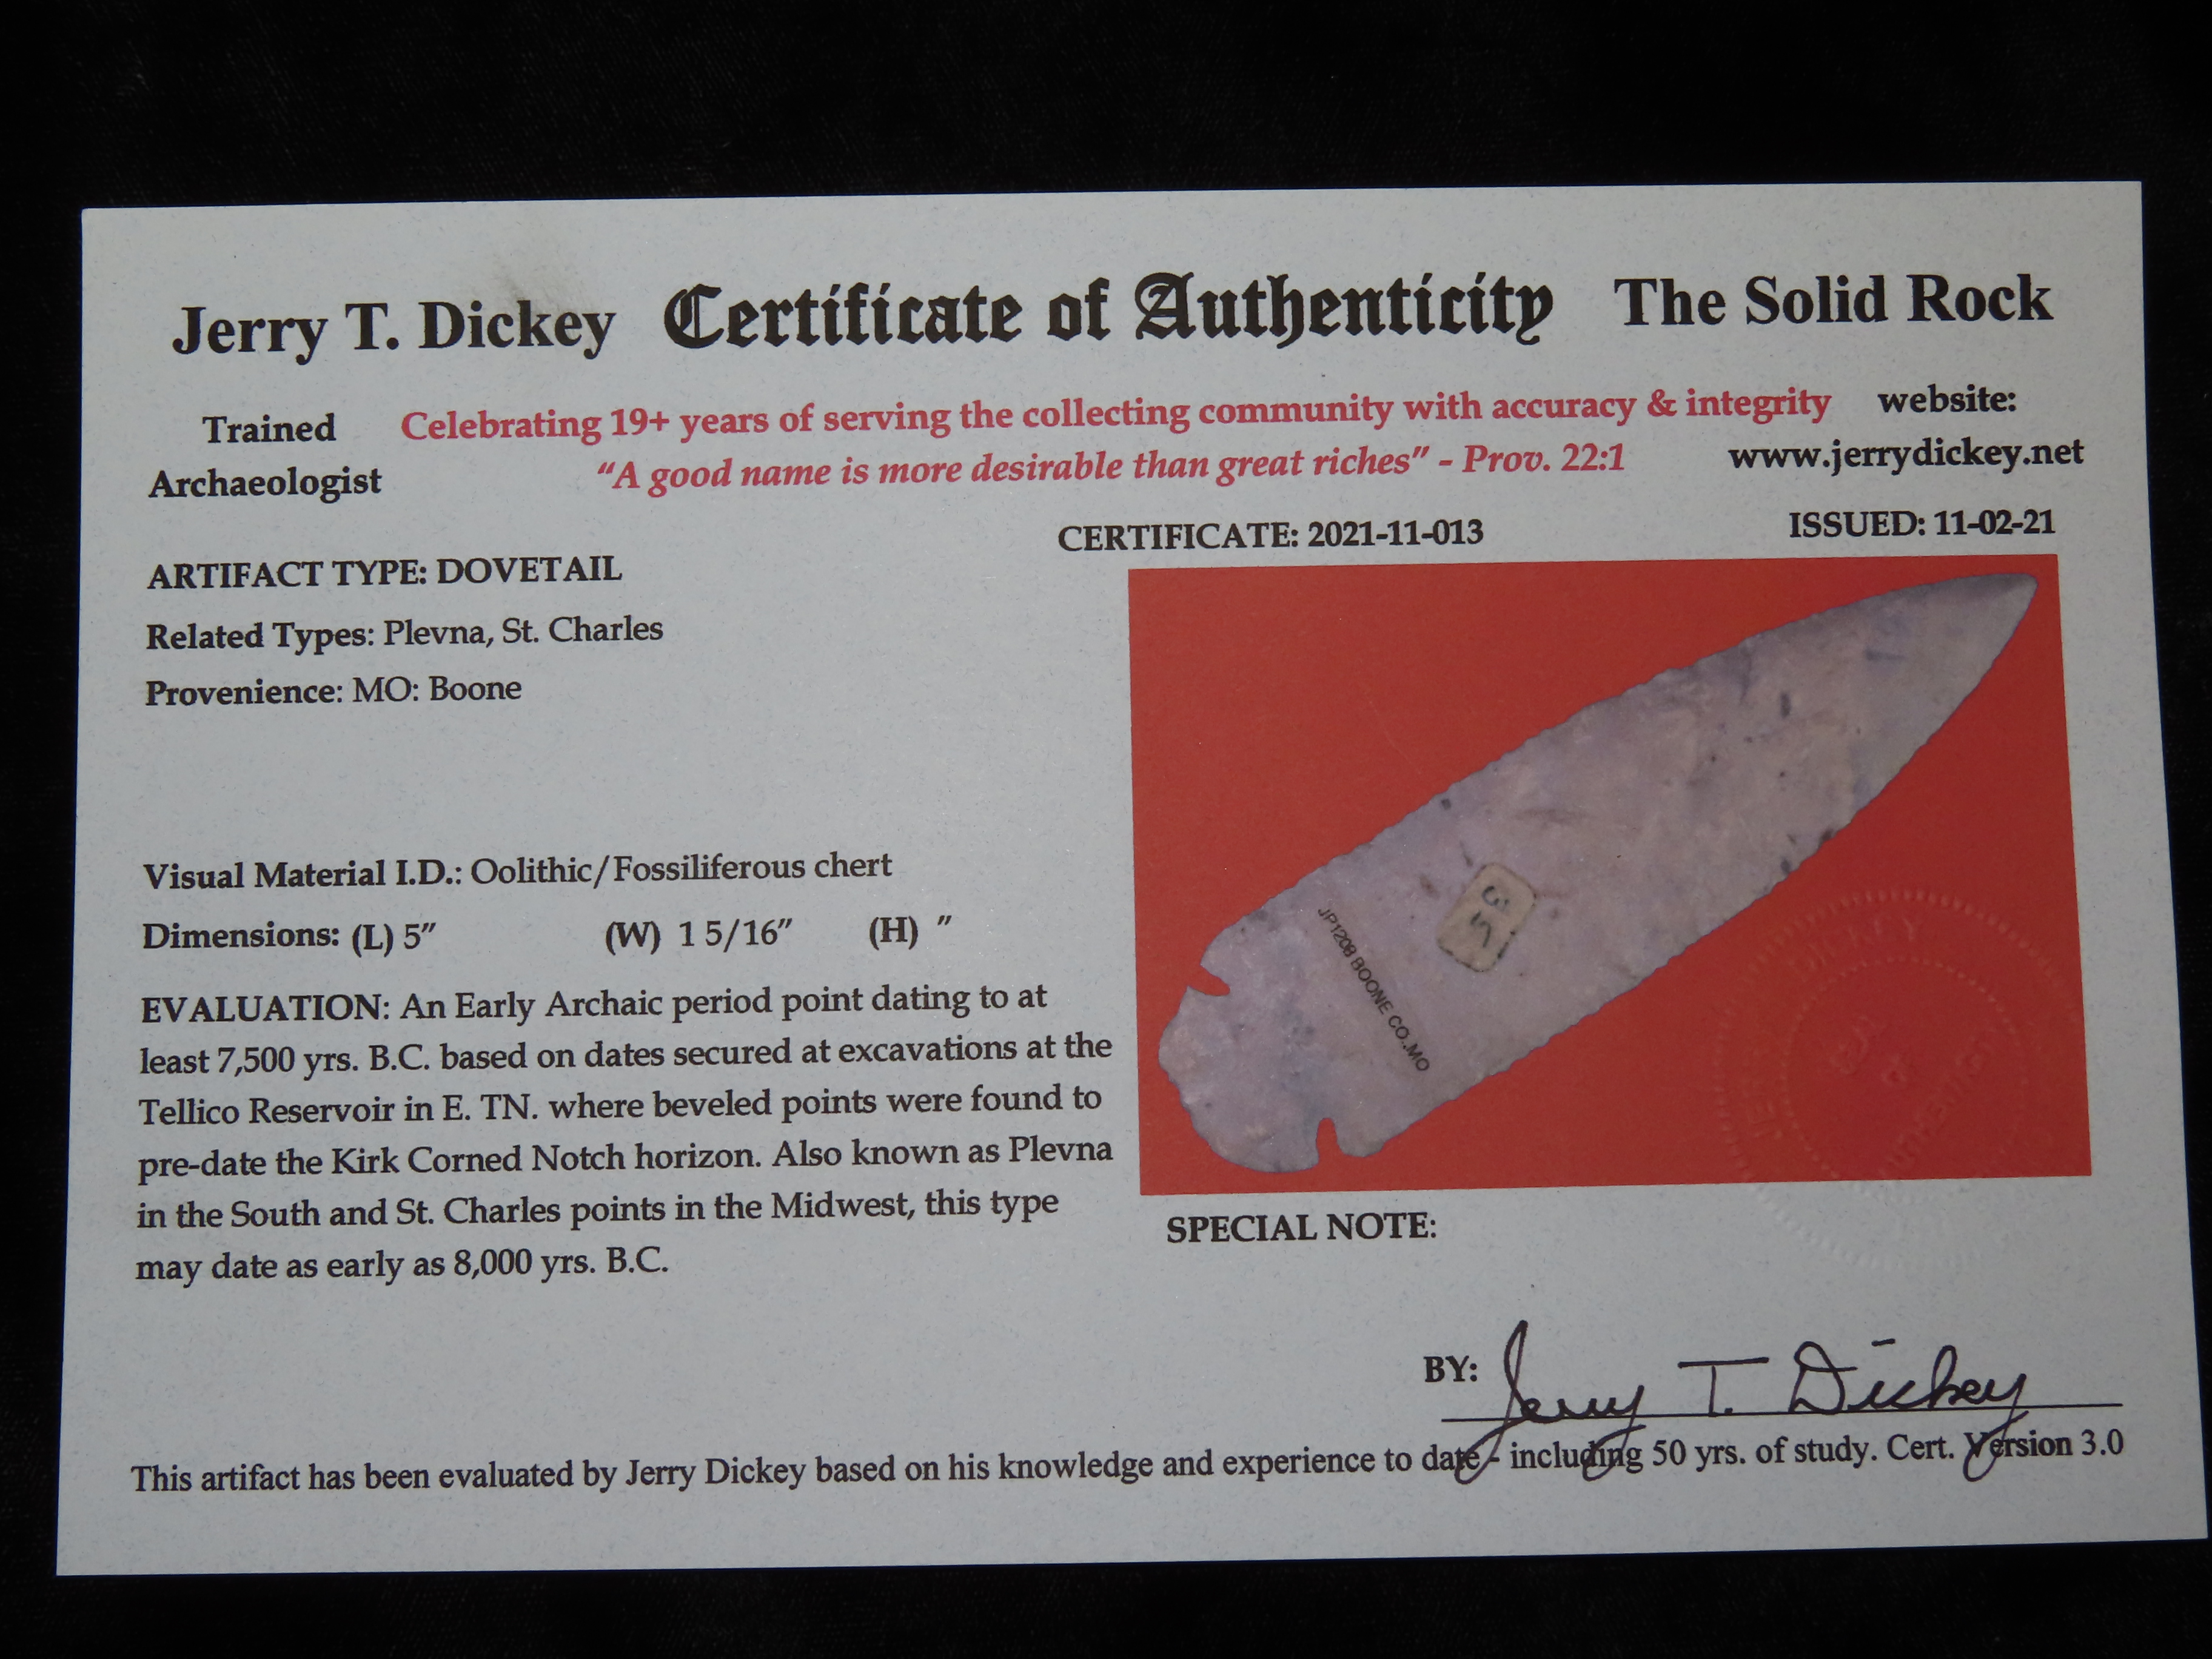 Jerry T. Dickey Certificate of Authenticity The Solid Rock
Trained
Archaeologist
Celebrating 19+ years of serving the collecting community with accuracy & integrity
"A good name is more desirable than great riches" - Prov. 22:1
website:
www.jerrydickey.net
CERTIFICATE: 2021-11-013
ISSUED: 11-02-21
ARTIFACT TYPE: DOVETAIL
Related Types: Plevna, St. Charles
Provenience: MO: Boone
Visual Material I.D.: Oolithic/Fossiliferous chert
Dimensions: (L) 5" (W) 1 5/16" (H) "
EVALUATION: An Early Archaic period point dating to at
least 7,500 yrs. B.C. based on dates secured at excavations at the
Tellico Reservoir in E. TN. where beveled points were found to
pre-date the Kirk Corned Notch horizon. Also known as Plevna
in the South and St. Charles points in the Midwest, this type
may date as early as 8,000 yrs. B.C.
JP1208 BOONE CO.,MO
DICKEY
SPECIAL NOTE:
BY: Jerry T. Dickey
This artifact has been evaluated by Jerry Dickey based on his knowledge and experience to date - including 50 yrs. of study. Cert. Version 3.0